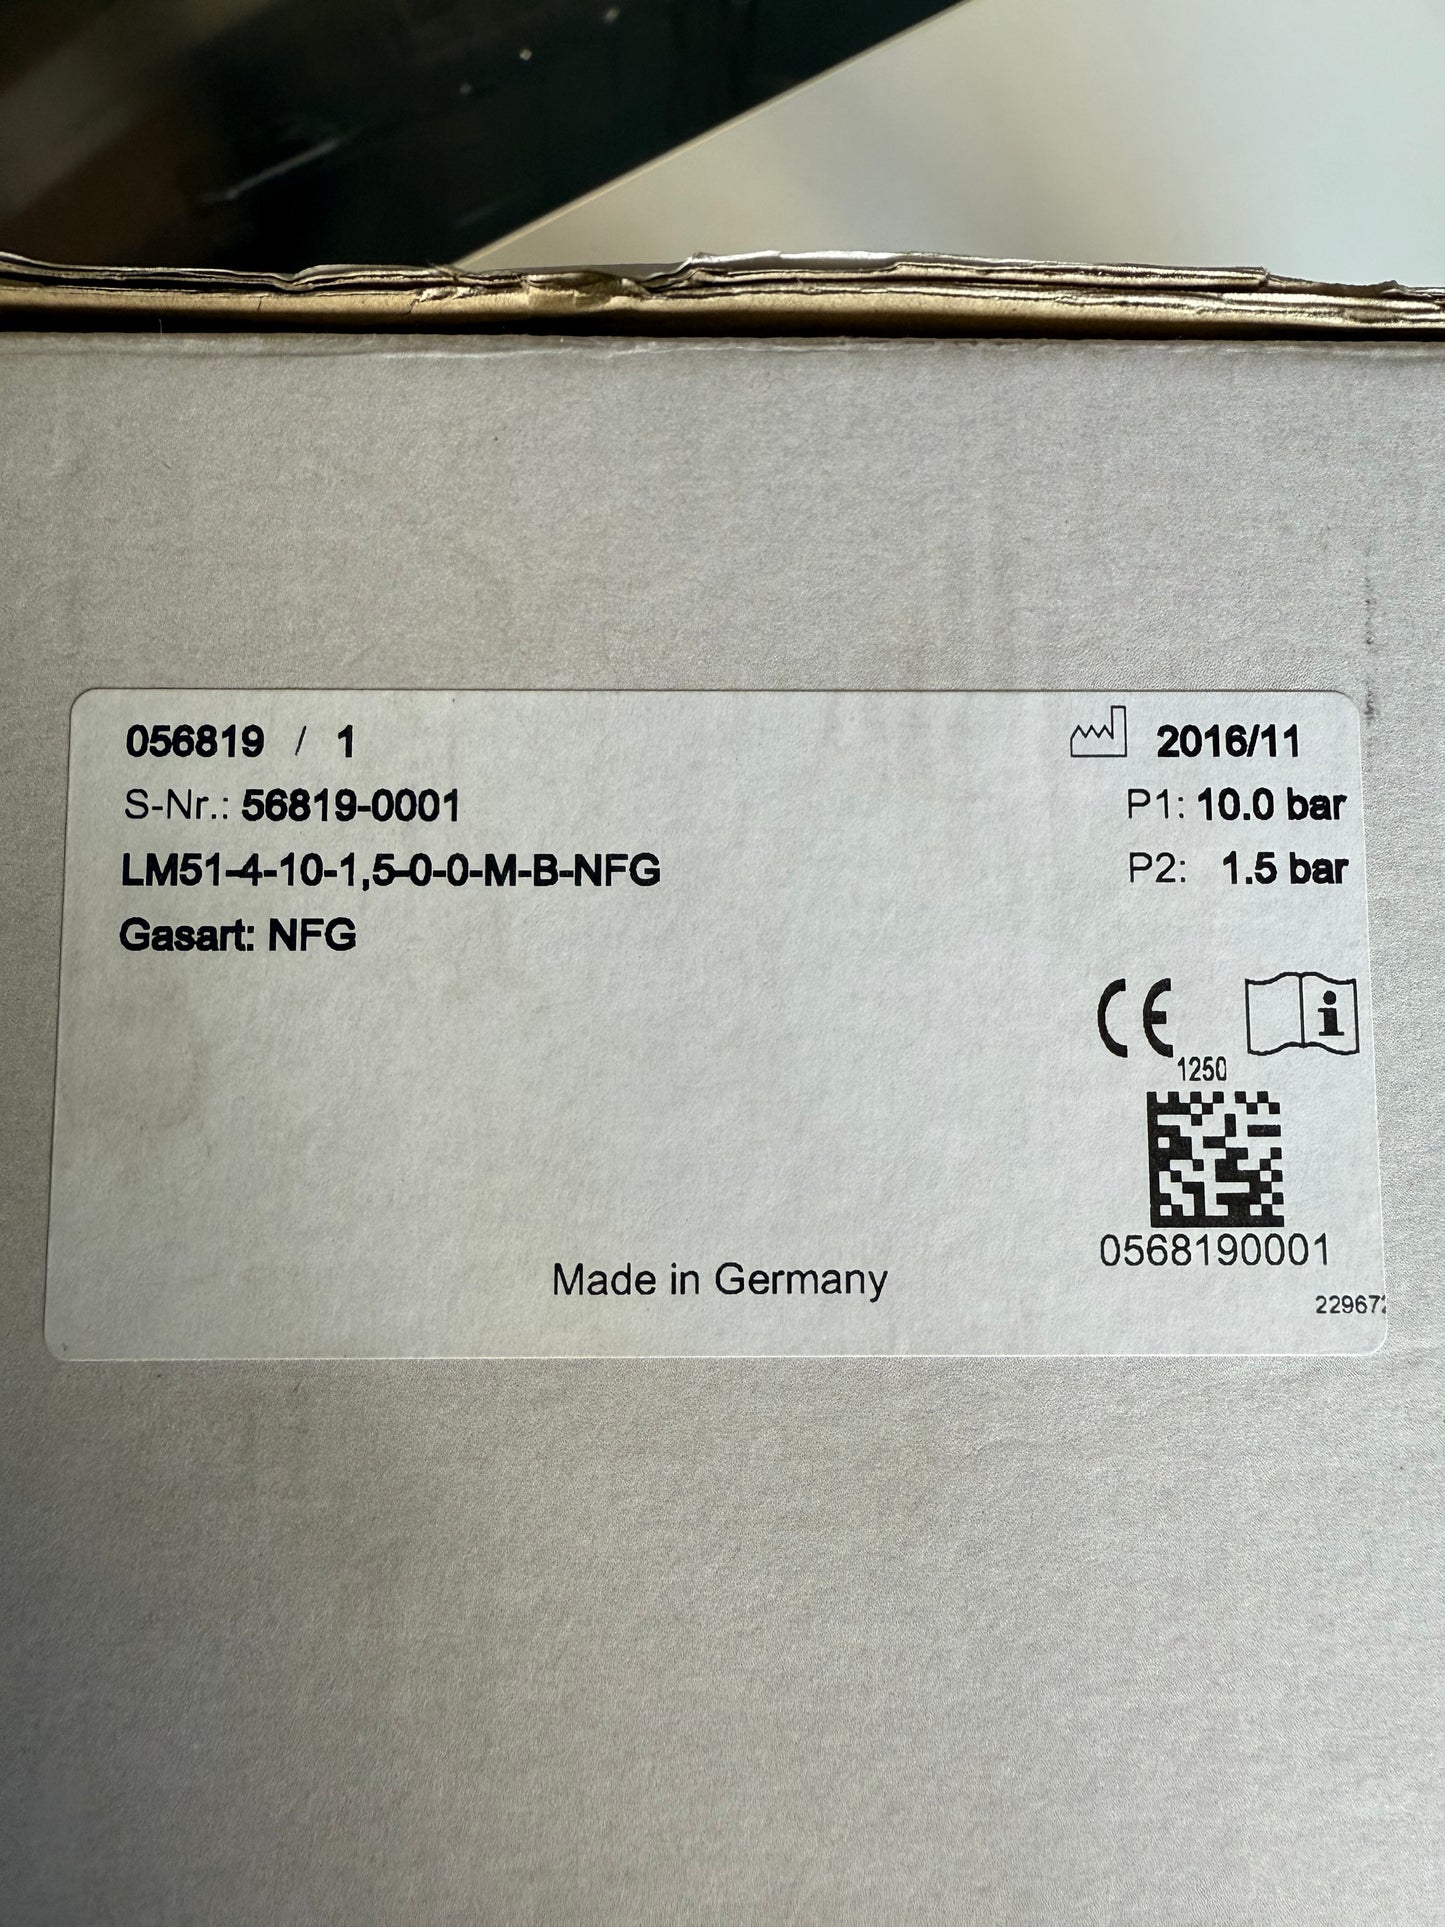 056819 / 1
2016/11
S-Nr.: 56819-0001
P1: 10.0 bar
LM51-4-10-1,5-0-0-M-B-NFG
P2: 1.5 bar
Gasart: NFG
CE
i
1250
0568190001
Made in Germany